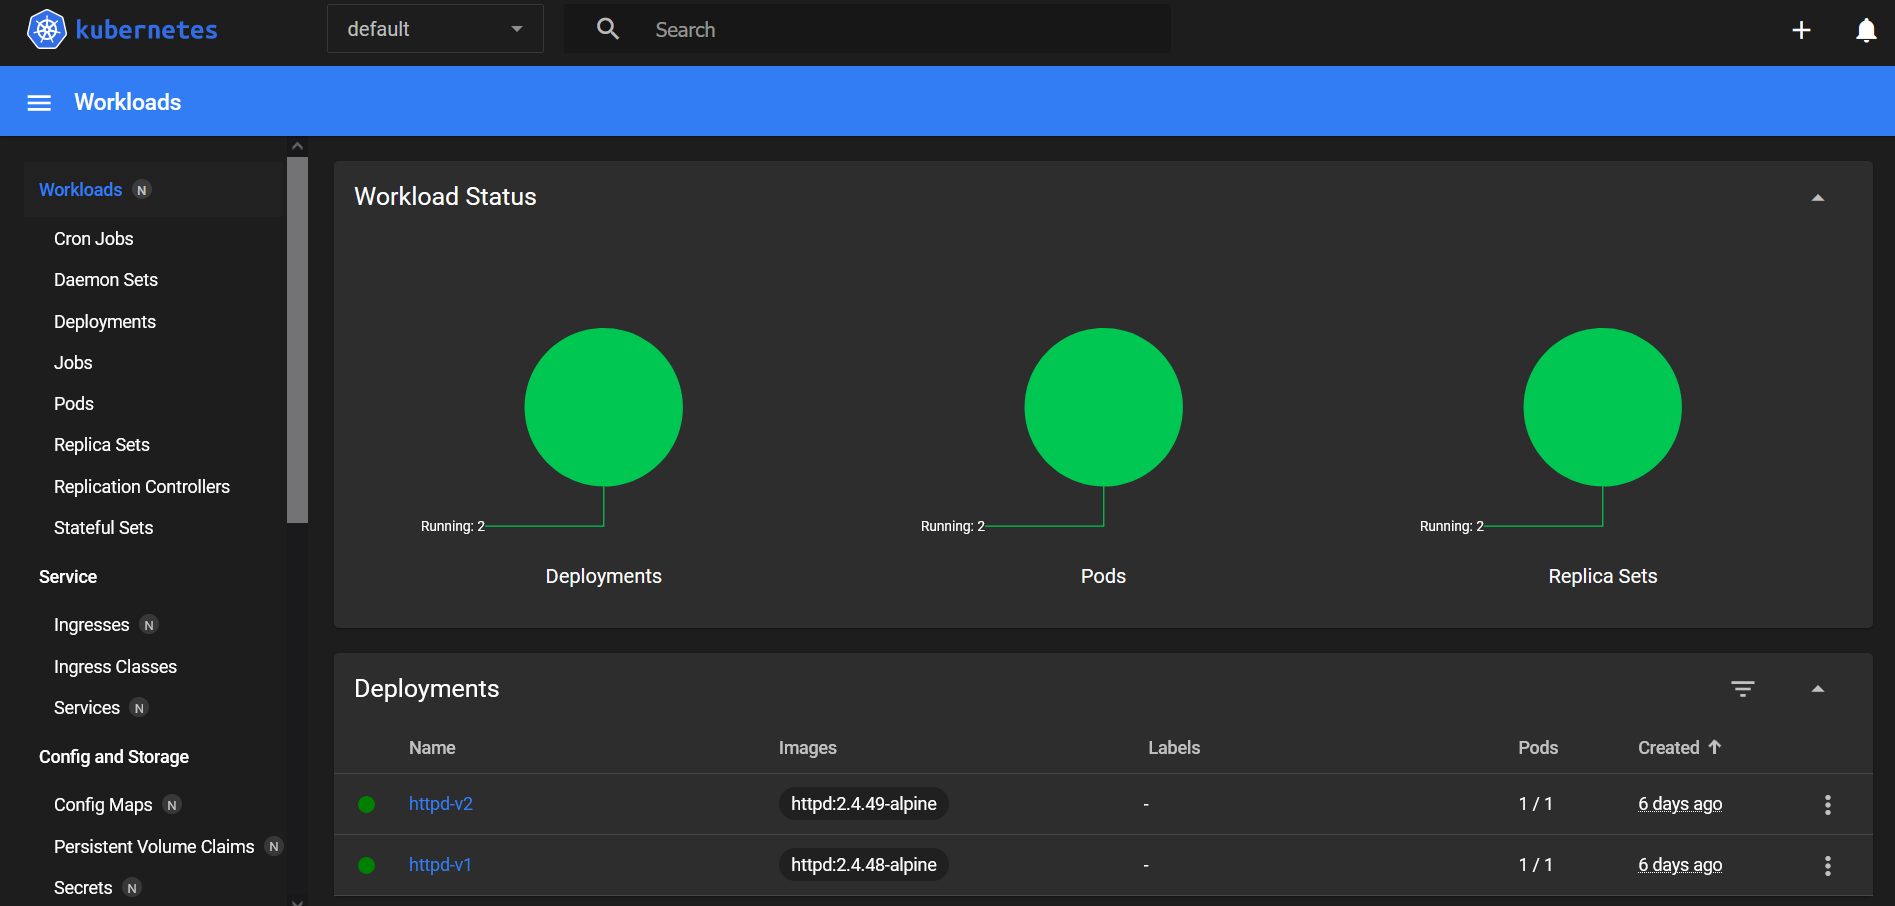 kubernetes
default
Search
Workloads
Workloads N
Cron Jobs
Daemon Sets
Deployments
Jobs
Pods
Replica Sets
Replication Controllers
Stateful Sets
Service
Ingresses N
Ingress Classes
Services N
Config and Storage
Config Maps N
Persistent Volume Claims N
Secrets N
Workload Status
Running: 2
Deployments
Running: 2
Pods
Running: 2
Replica Sets
Deployments
Name Images Labels Pods Created
httpd-v2 httpd:2.4.49-alpine - 1 / 1 6 days ago
httpd-v1 httpd:2.4.48-alpine - 1 / 1 6 days ago